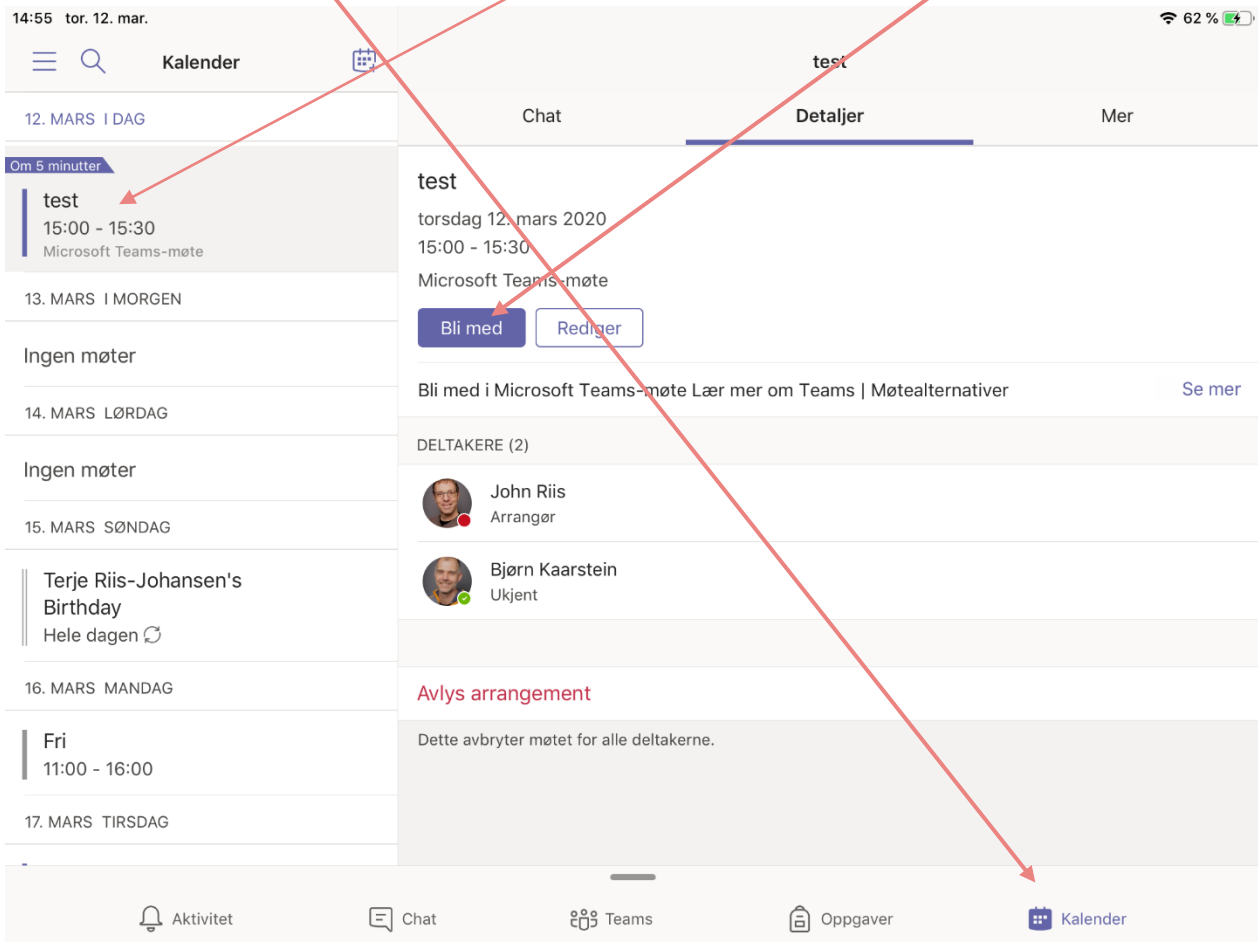 14:55 tor. 12. mar.
62 %
Kalender
test
12. MARS I DAG
Om 5 minutter
test
15:00 - 15:30
Microsoft Teams-møte
13. MARS I MORGEN
Ingen møter
14. MARS LØRDAG
Ingen møter
15. MARS SØNDAG
Terje Riis-Johansen's
Birthday
Hele dagen
16. MARS MANDAG
Fri
11:00 - 16:00
17. MARS TIRSDAG
Chat
Detaljer
Mer
test
torsdag 12. mars 2020
15:00 - 15:30
Microsoft Teams-møte
Bli med
Rediger
Bli med i Microsoft Teams-møte Lær mer om Teams | Møtealternativer
Se mer
DELTAKERE (2)
John Riis
Arrangør
Bjørn Kaarstein
Ukjent
Avlys arrangement
Dette avbryter møtet for alle deltakerne.
Aktivitet
Chat
Teams
Oppgaver
Kalender